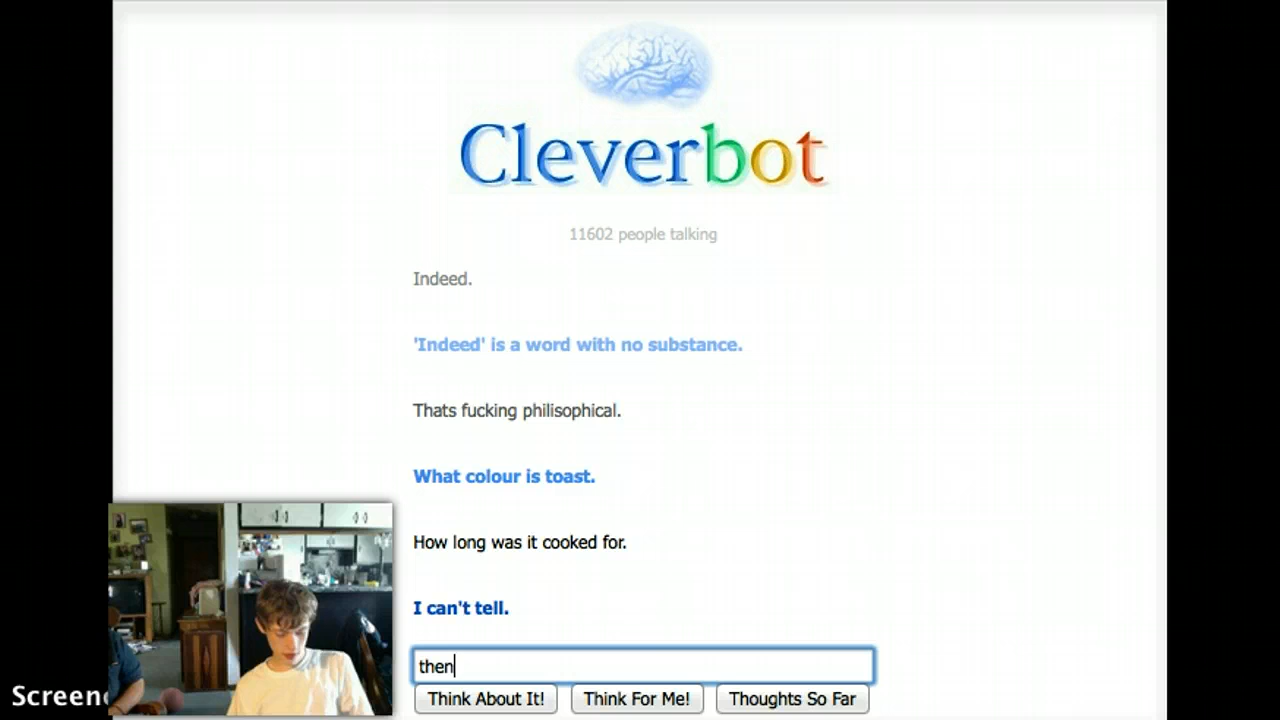 Cleverbot
11602 people talking
Indeed.
'Indeed' is a word with no substance.
Thats fucking philisophical.
What colour is toast.
How long was it cooked for.
I can't tell.
then
Think About It! Think For Me! Thoughts So Far
Screen